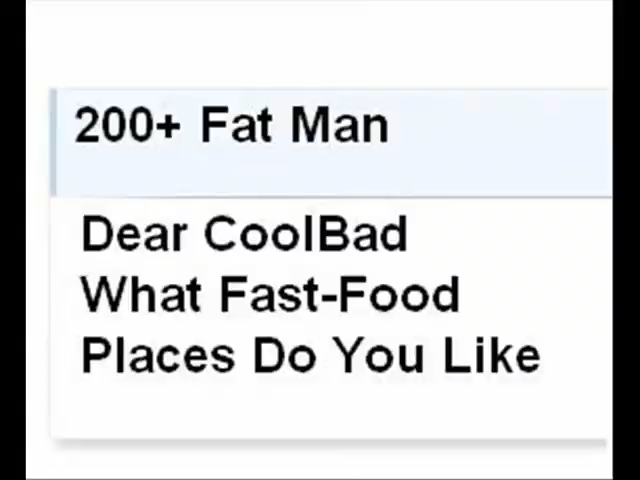 200+ Fat Man
Dear CoolBad
What Fast-Food
Places Do You Like